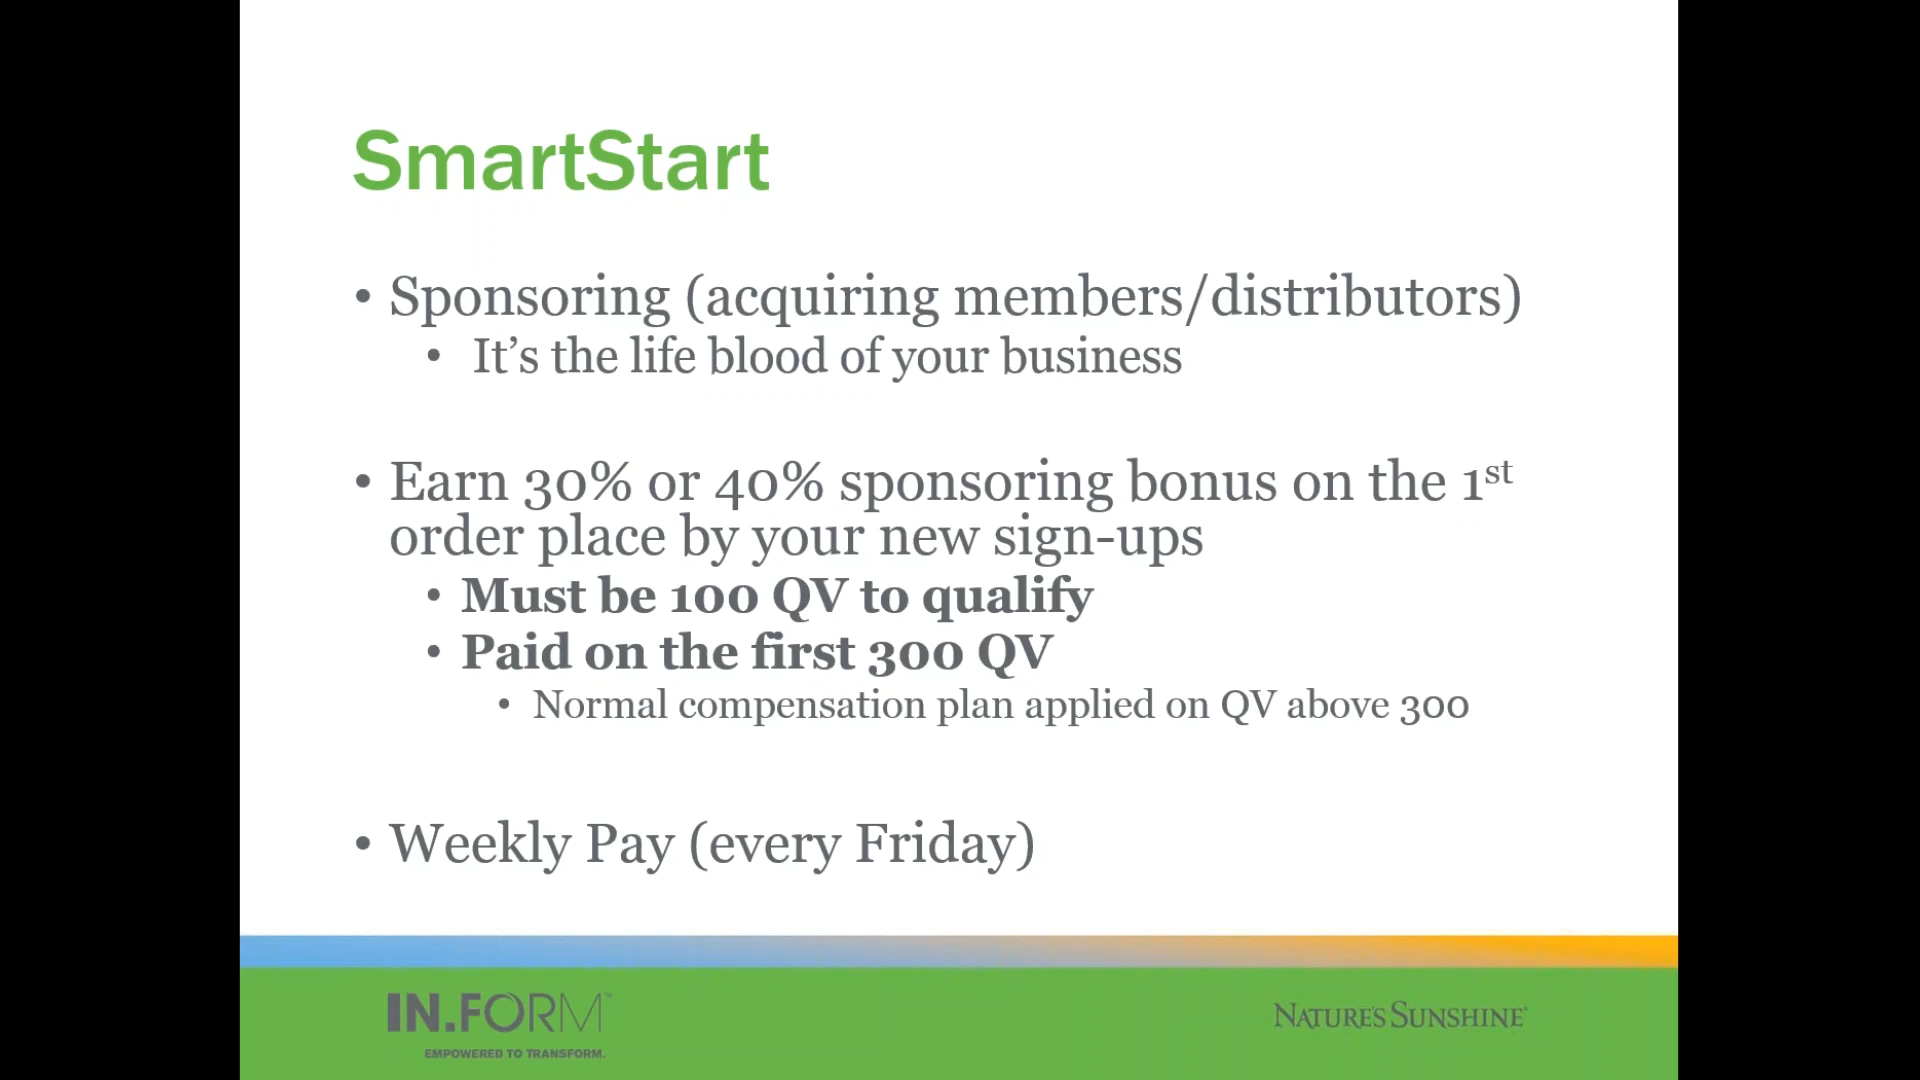 SmartStart
• Sponsoring (acquiring members/distributors)
• It’s the life blood of your business
• Earn 30% or 40% sponsoring bonus on the 1st
order place by your new sign-ups
• Must be 100 QV to qualify
• Paid on the first 300 QV
• Normal compensation plan applied on QV above 300
• Weekly Pay (every Friday)
IN.FORM™
EMPOWERED TO TRANSFORM.
NATURE'S SUNSHINE®